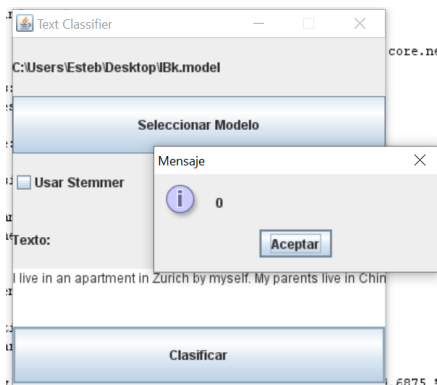 Text Classifier
core.ne
C:\Users\Esteb\Desktop\IBk.model
Seleccionar Modelo
Mensaje
Usar Stemmer
0
Aceptar
Texto:
I live in an apartment in Zurich by myself. My parents live in Chin
Clasificar